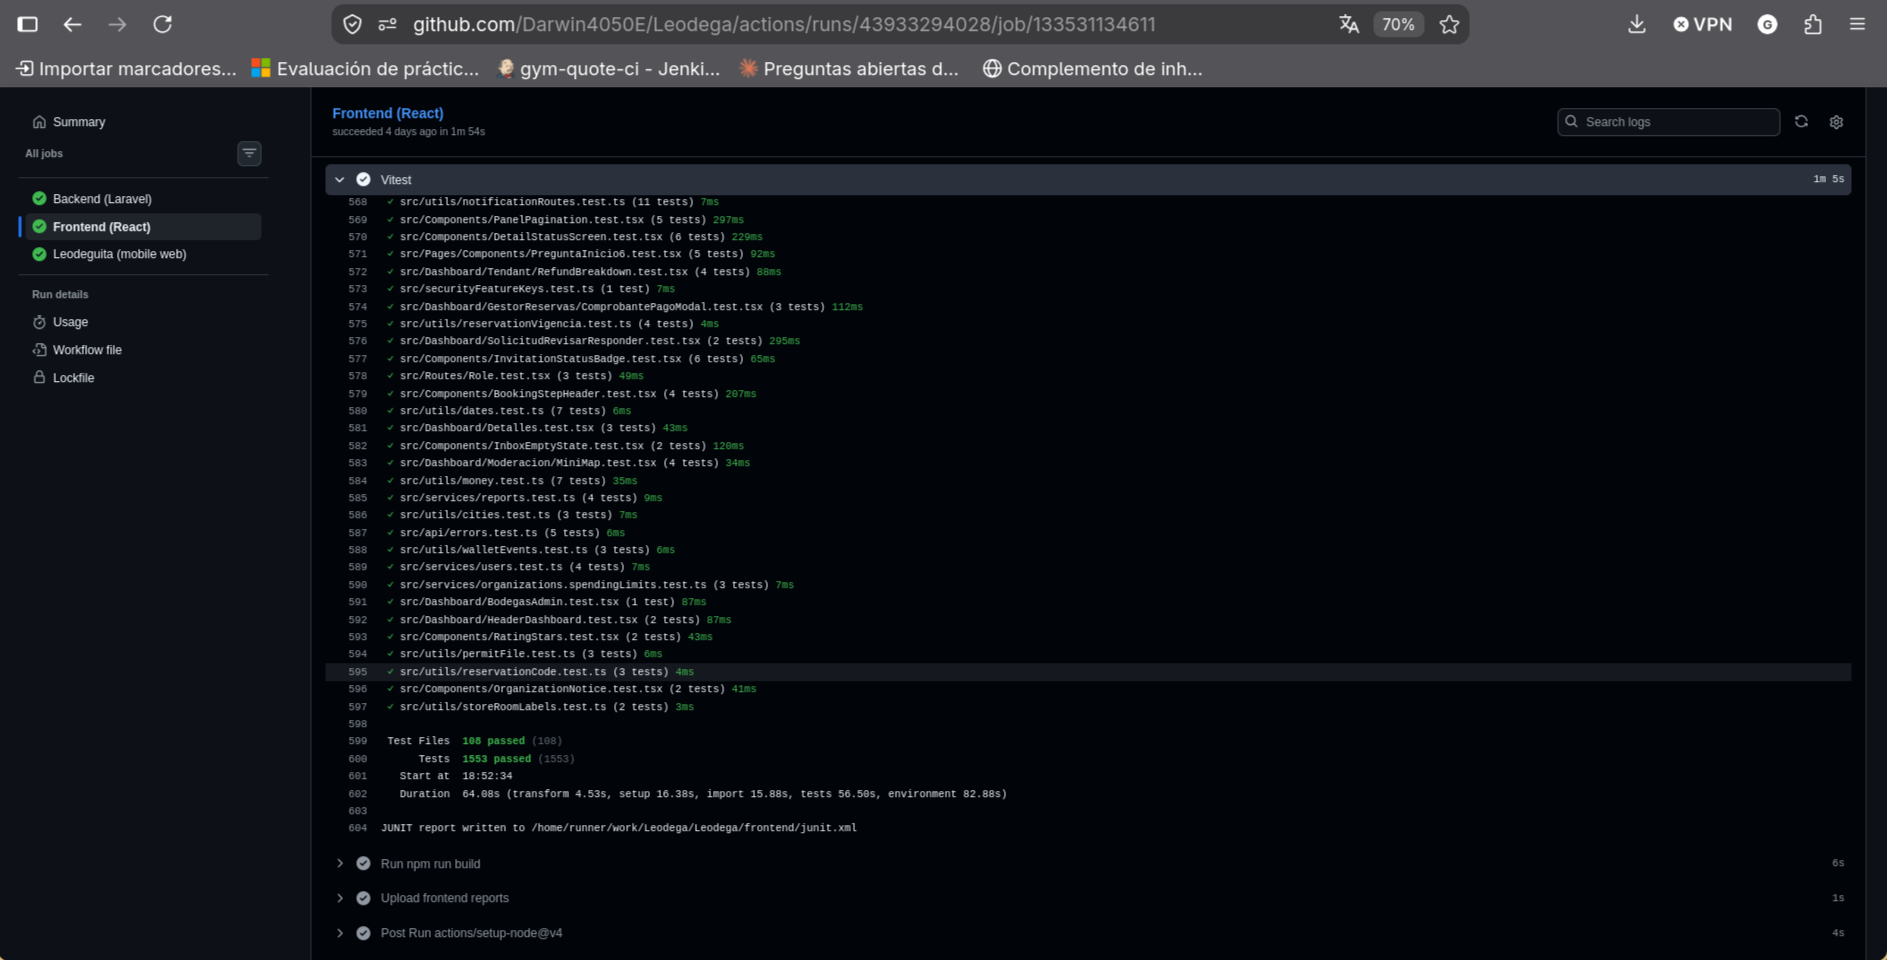 github.com/Darwin4050E/Leodega/actions/runs/43933294028/job/133531134611
70%
VPN
G
Importar marcadores...
Evaluación de práctic...
gym-quote-ci - Jenki...
Preguntas abiertas d...
Complemento de inh...
Summary
All jobs
Backend (Laravel)
Frontend (React)
Leodeguita (mobile web)
Run details
Usage
Workflow file
Lockfile
Frontend (React)
succeeded 4 days ago in 1m 54s
Search logs
Vitest 1m 5s
568 ✓ src/utils/notificationRoutes.test.ts (11 tests) 7ms
569 ✓ src/Components/PanelPagination.test.tsx (5 tests) 297ms
570 ✓ src/Components/DetailStatusScreen.test.tsx (6 tests) 229ms
571 ✓ src/Pages/Components/PreguntaInicio6.test.tsx (5 tests) 92ms
572 ✓ src/Dashboard/Tendant/RefundBreakdown.test.tsx (4 tests) 88ms
573 ✓ src/securityFeatureKeys.test.ts (1 test) 7ms
574 ✓ src/Dashboard/GestorReservas/ComprobantePagoModal.test.tsx (3 tests) 112ms
575 ✓ src/utils/reservationVigencia.test.ts (4 tests) 4ms
576 ✓ src/Dashboard/SolicitudRevisarResponder.test.tsx (2 tests) 295ms
577 ✓ src/Components/InvitationStatusBadge.test.tsx (6 tests) 65ms
578 ✓ src/Routes/Role.test.tsx (3 tests) 49ms
579 ✓ src/Components/BookingStepHeader.test.tsx (4 tests) 207ms
580 ✓ src/utils/dates.test.ts (7 tests) 6ms
581 ✓ src/Dashboard/Detalles.test.tsx (3 tests) 43ms
582 ✓ src/Components/InboxEmptyState.test.tsx (2 tests) 120ms
583 ✓ src/Dashboard/Moderacion/MiniMap.test.tsx (4 tests) 34ms
584 ✓ src/utils/money.test.ts (7 tests) 35ms
585 ✓ src/services/reports.test.ts (4 tests) 9ms
586 ✓ src/utils/cities.test.ts (3 tests) 7ms
587 ✓ src/api/errors.test.ts (5 tests) 6ms
588 ✓ src/utils/walletEvents.test.ts (3 tests) 6ms
589 ✓ src/services/users.test.ts (4 tests) 7ms
590 ✓ src/services/organizations.spendingLimits.test.ts (3 tests) 7ms
591 ✓ src/Dashboard/BodegasAdmin.test.tsx (1 test) 87ms
592 ✓ src/Dashboard/HeaderDashboard.test.tsx (2 tests) 87ms
593 ✓ src/Components/RatingStars.test.tsx (2 tests) 43ms
594 ✓ src/utils/permitFile.test.ts (3 tests) 6ms
595 ✓ src/utils/reservationCode.test.ts (3 tests) 4ms
596 ✓ src/Components/OrganizationNotice.test.tsx (2 tests) 41ms
597 ✓ src/utils/storeRoomLabels.test.ts (2 tests) 3ms
598
599 Test Files 108 passed (108)
600 Tests 1553 passed (1553)
601 Start at 18:52:34
602 Duration 64.08s (transform 4.53s, setup 16.38s, import 15.88s, tests 56.50s, environment 82.88s)
603
604 JUNIT report written to /home/runner/work/Leodega/Leodega/frontend/junit.xml
Run npm run build 6s
Upload frontend reports 1s
Post Run actions/setup-node@v4 4s